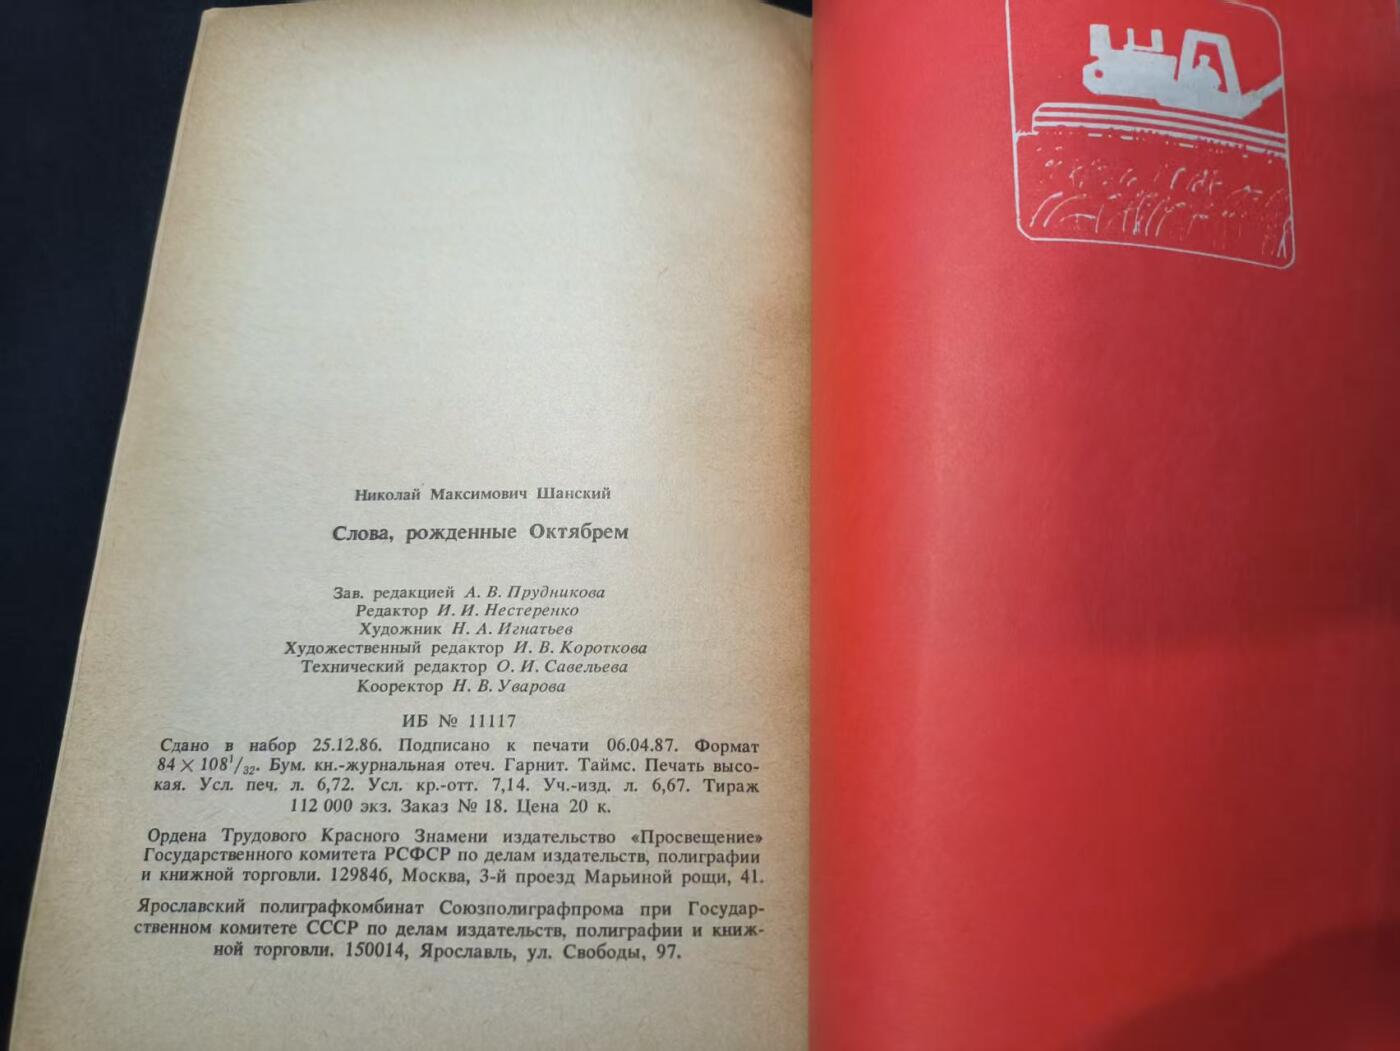 Николай Максимович Шанский
Слова, рожденные Октябрем
Зав. редакцией А. В. Прудникова
Редактор И. И. Нестеренко
Художник Н. А. Игнатьев
Художественный редактор И. В. Короткова
Технический редактор О. И. Савельева
Кооректор Н. В. Уварова
ИБ № 11117
Сдано в набор 25.12.86. Подписано к печати 06.04.87. Формат
84 × 108¹/₃₂. Бум. кн.-журнальная отеч. Гарнит. Таймс. Печать высо-
кая. Усл. печ. л. 6,72. Усл. кр.-отт. 7,14. Уч.-изд. л. 6,67. Тираж
112 000 экз. Заказ № 18. Цена 20 к.
Ордена Трудового Красного Знамени издательство «Просвещение»
Государственного комитета РСФСР по делам издательств, полиграфии
и книжной торговли. 129846, Москва, 3-й проезд Марьиной рощи, 41.
Ярославский полиграфкомбинат Союзполиграфпрома при Государ-
ственном комитете СССР по делам издательств, полиграфии и книж-
ной торговли. 150014, Ярославль, ул. Свободы, 97.